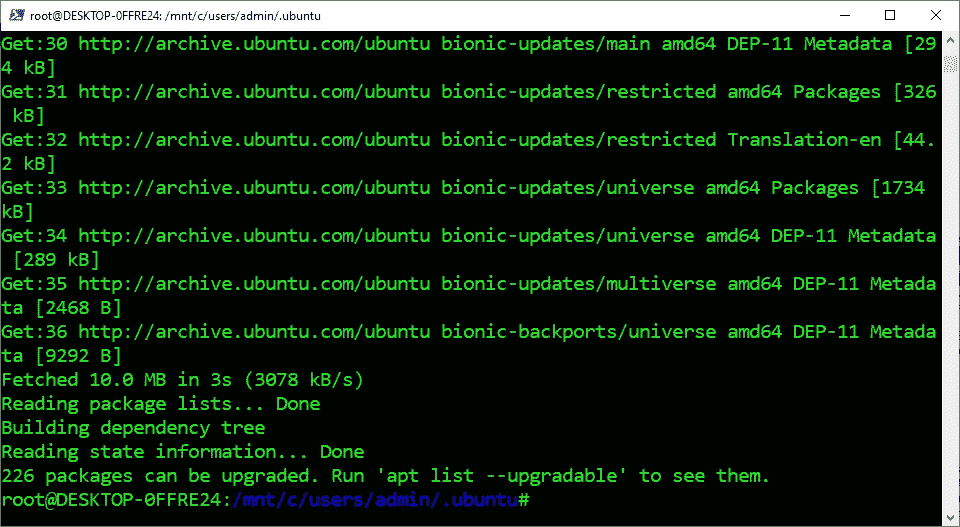 root@DESKTOP-0FFRE24: /mnt/c/users/admin/.ubuntu
Get:30 http://archive.ubuntu.com/ubuntu bionic-updates/main amd64 DEP-11 Metadata [29
4 kB]
Get:31 http://archive.ubuntu.com/ubuntu bionic-updates/restricted amd64 Packages [326
 kB]
Get:32 http://archive.ubuntu.com/ubuntu bionic-updates/restricted Translation-en [44.
2 kB]
Get:33 http://archive.ubuntu.com/ubuntu bionic-updates/universe amd64 Packages [1734
kB]
Get:34 http://archive.ubuntu.com/ubuntu bionic-updates/universe amd64 DEP-11 Metadata
 [289 kB]
Get:35 http://archive.ubuntu.com/ubuntu bionic-updates/multiverse amd64 DEP-11 Metada
ta [2468 B]
Get:36 http://archive.ubuntu.com/ubuntu bionic-backports/universe amd64 DEP-11 Metada
ta [9292 B]
Fetched 10.0 MB in 3s (3078 kB/s)
Reading package lists... Done
Building dependency tree
Reading state information... Done
226 packages can be upgraded. Run 'apt list --upgradable' to see them.
root@DESKTOP-0FFRE24:/mnt/c/users/admin/.ubuntu#